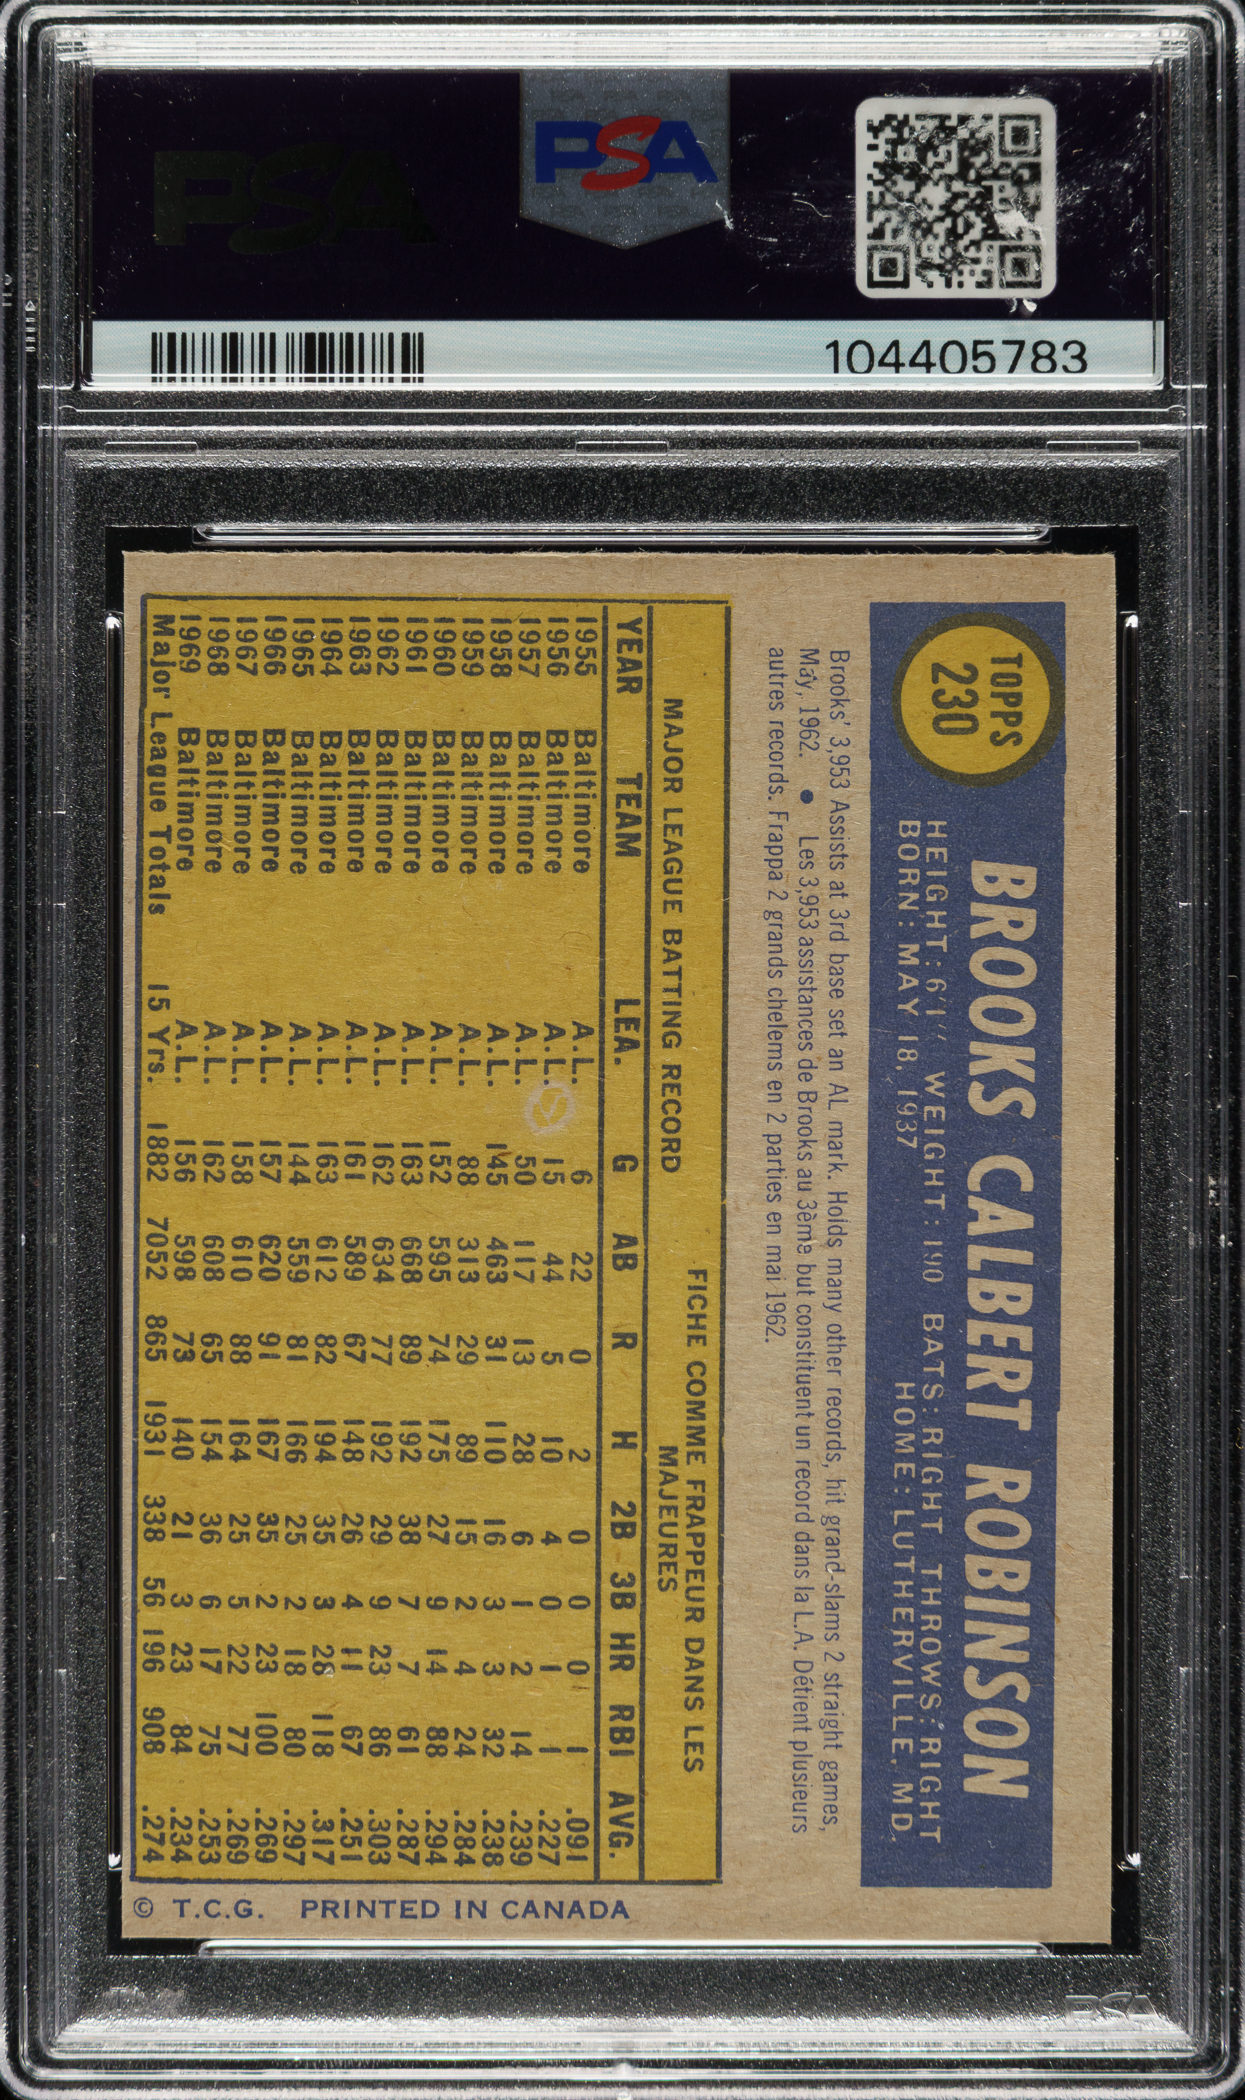 PSA
PSA
104405783
TOPPS
230
BROOKS CALBERT ROBINSON
HEIGHT: 6'1" WEIGHT: 190 BATS: RIGHT THROWS: RIGHT
BORN: MAY 18, 1937 HOME: LUTHERVILLE, MD.
Brooks' 3,953 Assists at 3rd base set an AL mark. Holds many other records, hit grand-slams 2 straight games,
May, 1962. ● Les 3,953 assistances de Brooks au 3ème but constituent un record dans la L.A. Détient plusieurs
autres records. Frappa 2 grands chelems en 2 parties en mai 1962.
MAJOR LEAGUE BATTING RECORD
FICHE COMME FRAPPEUR DANS LES
MAJEURES
YEAR TEAM LEA. G AB R H 2B 3B HR RBI AVG.
1955 Baltimore A.L. 6 22 0 2 0 0 0 1 .091
1956 Baltimore A.L. 15 44 5 10 4 0 1 1 .227
1957 Baltimore A.L. 50 117 13 28 6 1 2 14 .239
1958 Baltimore A.L. 145 463 31 110 16 3 3 32 .238
1959 Baltimore A.L. 88 313 29 89 15 2 4 24 .284
1960 Baltimore A.L. 152 595 74 175 27 9 14 88 .294
1961 Baltimore A.L. 163 668 89 192 38 7 7 61 .287
1962 Baltimore A.L. 162 634 77 192 29 9 23 86 .303
1963 Baltimore A.L. 161 589 67 148 26 4 11 67 .251
1964 Baltimore A.L. 163 612 82 194 35 3 28 118 .317
1965 Baltimore A.L. 144 559 81 166 25 2 18 80 .297
1966 Baltimore A.L. 157 620 91 167 35 2 23 100 .269
1967 Baltimore A.L. 158 610 88 164 25 5 22 77 .269
1968 Baltimore A.L. 162 608 65 154 36 6 17 75 .253
1969 Baltimore A.L. 156 598 73 140 21 3 23 84 .234
Major League Totals 15 Yrs. 1882 7052 865 1931 338 56 196 908 .274
© T.C.G. PRINTED IN CANADA
PSA